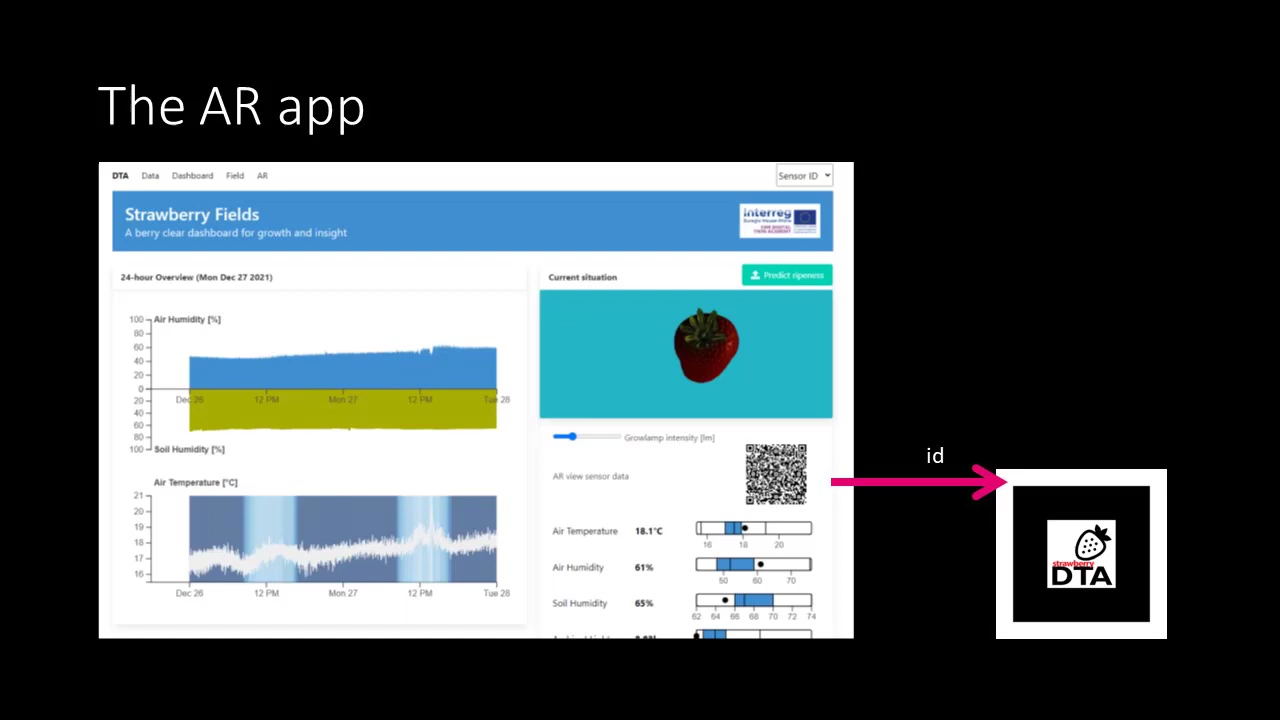 The AR app
DTA Data Dashboard Field AR
Sensor ID
Strawberry Fields
A berry clear dashboard for growth and insight
interreg
24-hour Overview (Mon Dec 27 2021)
Current situation
Predict ripeness
100 Air Humidity [%]
80
60
40
20
0
Dec 26 12 PM Mon 27 12 PM Tue 28
20
40
60
80
100 Soil Humidity [%]
Air Temperature [°C]
21
20
19
18
17
16
Dec 26 12 PM Mon 27 12 PM Tue 28
Growlamp intensity [lm]
AR view sensor data
Air Temperature 18.1°C
16 18 20
Air Humidity 61%
50 60 70
Soil Humidity 65%
62 64 66 68 70 72 74
id
strawberry
DTA